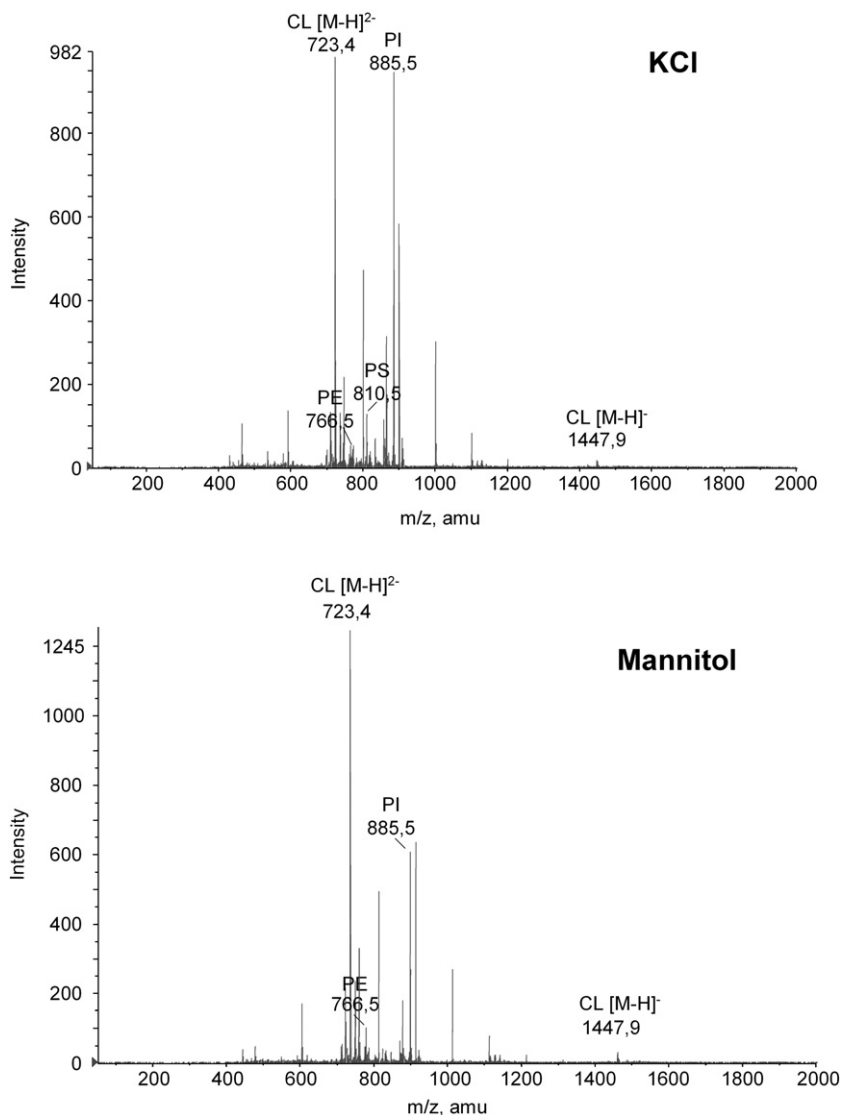 CL [M-H]2-
723,4
PI
885,5
KCl
982
800
600
400
200
0
Intensity
PS
810,5
PE
766,5
CL [M-H]-
1447,9
200 400 600 800 1000 1200 1400 1600 1800 2000
m/z, amu
CL [M-H]2-
723,4
Mannitol
1245
1000
800
600
400
200
0
Intensity
PI
885,5
PE
766,5
CL [M-H]-
1447,9
200 400 600 800 1000 1200 1400 1600 1800 2000
m/z, amu